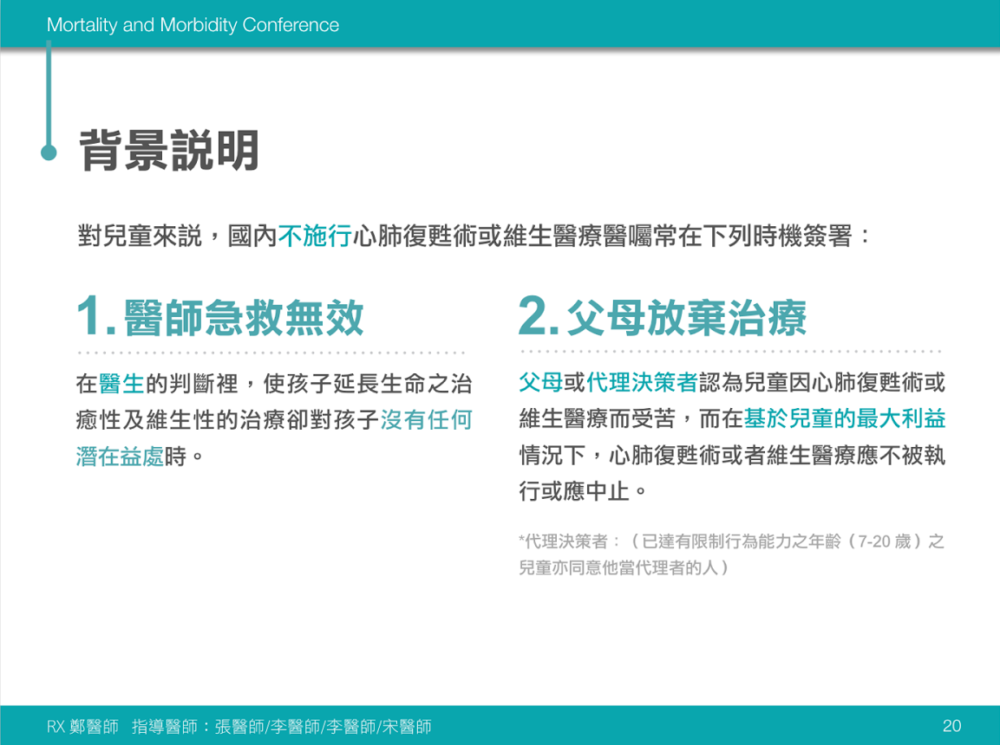 Mortality and Morbidity Conference
背景説明
對兒童來説，國內不施行心肺復甦術或維生醫療醫囑常在下列時機簽署：
1. 醫師急救無效
在醫生的判斷裡，使孩子延長生命之治
癒性及維生性的治療卻對孩子沒有任何
潛在益處時。
2. 父母放棄治療
父母或代理決策者認為兒童因心肺復甦術或
維生醫療而受苦，而在基於兒童的最大利益
情況下，心肺復甦術或者維生醫療應不被執
行或應中止。
*代理決策者：（已達有限制行為能力之年齡（7-20 歲）之
兒童亦同意他當代理者的人）
RX 鄭醫師 指導醫師：張醫師/李醫師/李醫師/宋醫師
20